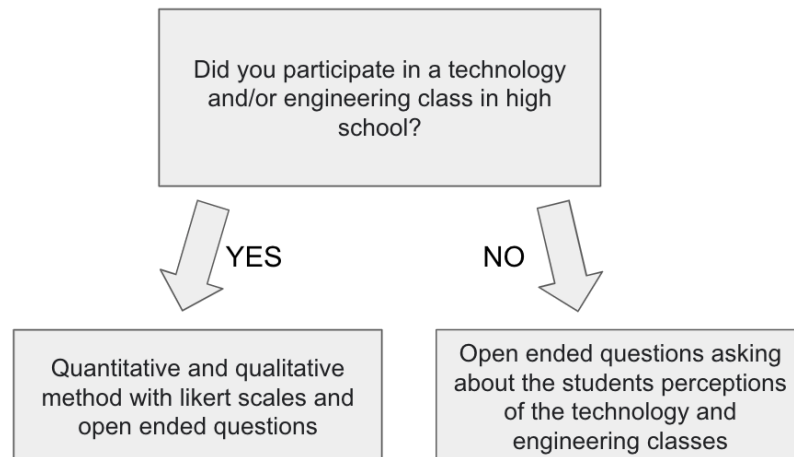 Did you participate in a technology
and/or engineering class in high
school?
YES
NO
Quantitative and qualitative
method with likert scales and
open ended questions
Open ended questions asking
about the students perceptions
of the technology and
engineering classes